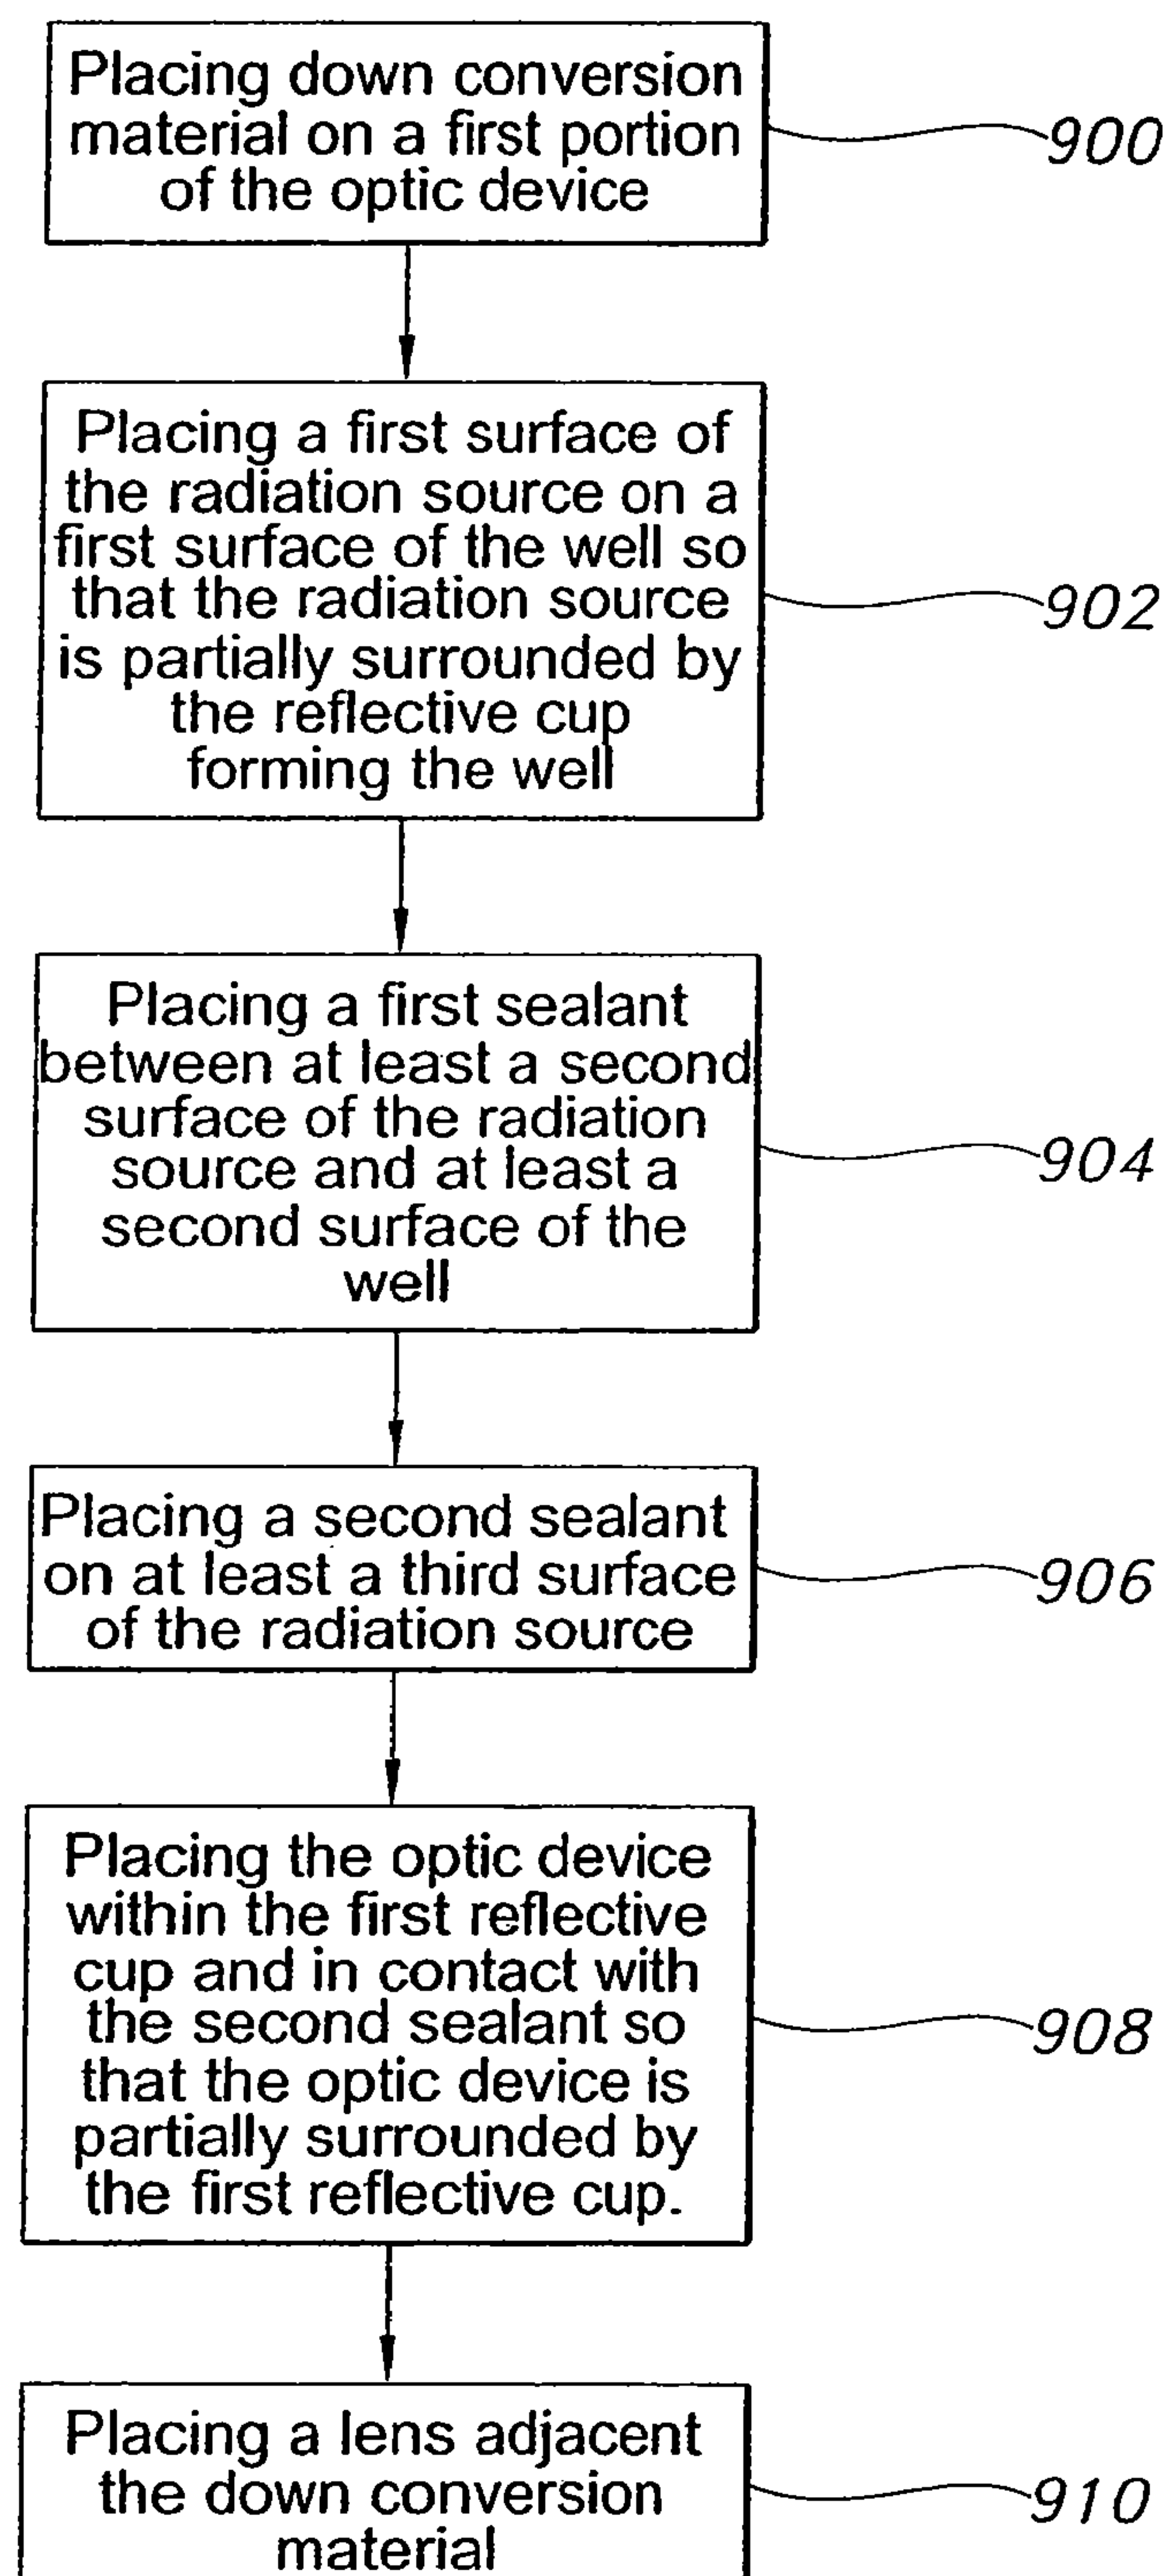 Placing down conversion
material on a first portion
of the optic device
900
Placing a first surface of
the radiation source on a
first surface of the well so
that the radiation source
is partially surrounded by
the reflective cup
forming the well
902
Placing a first sealant
between at least a second
surface of the radiation
source and at least a
second surface of the
well
904
Placing a second sealant
on at least a third surface
of the radiation source
906
Placing the optic device
within the first reflective
cup and in contact with
the second sealant so
that the optic device is
partially surrounded by
the first reflective cup.
908
Placing a lens adjacent
the down conversion
material
910